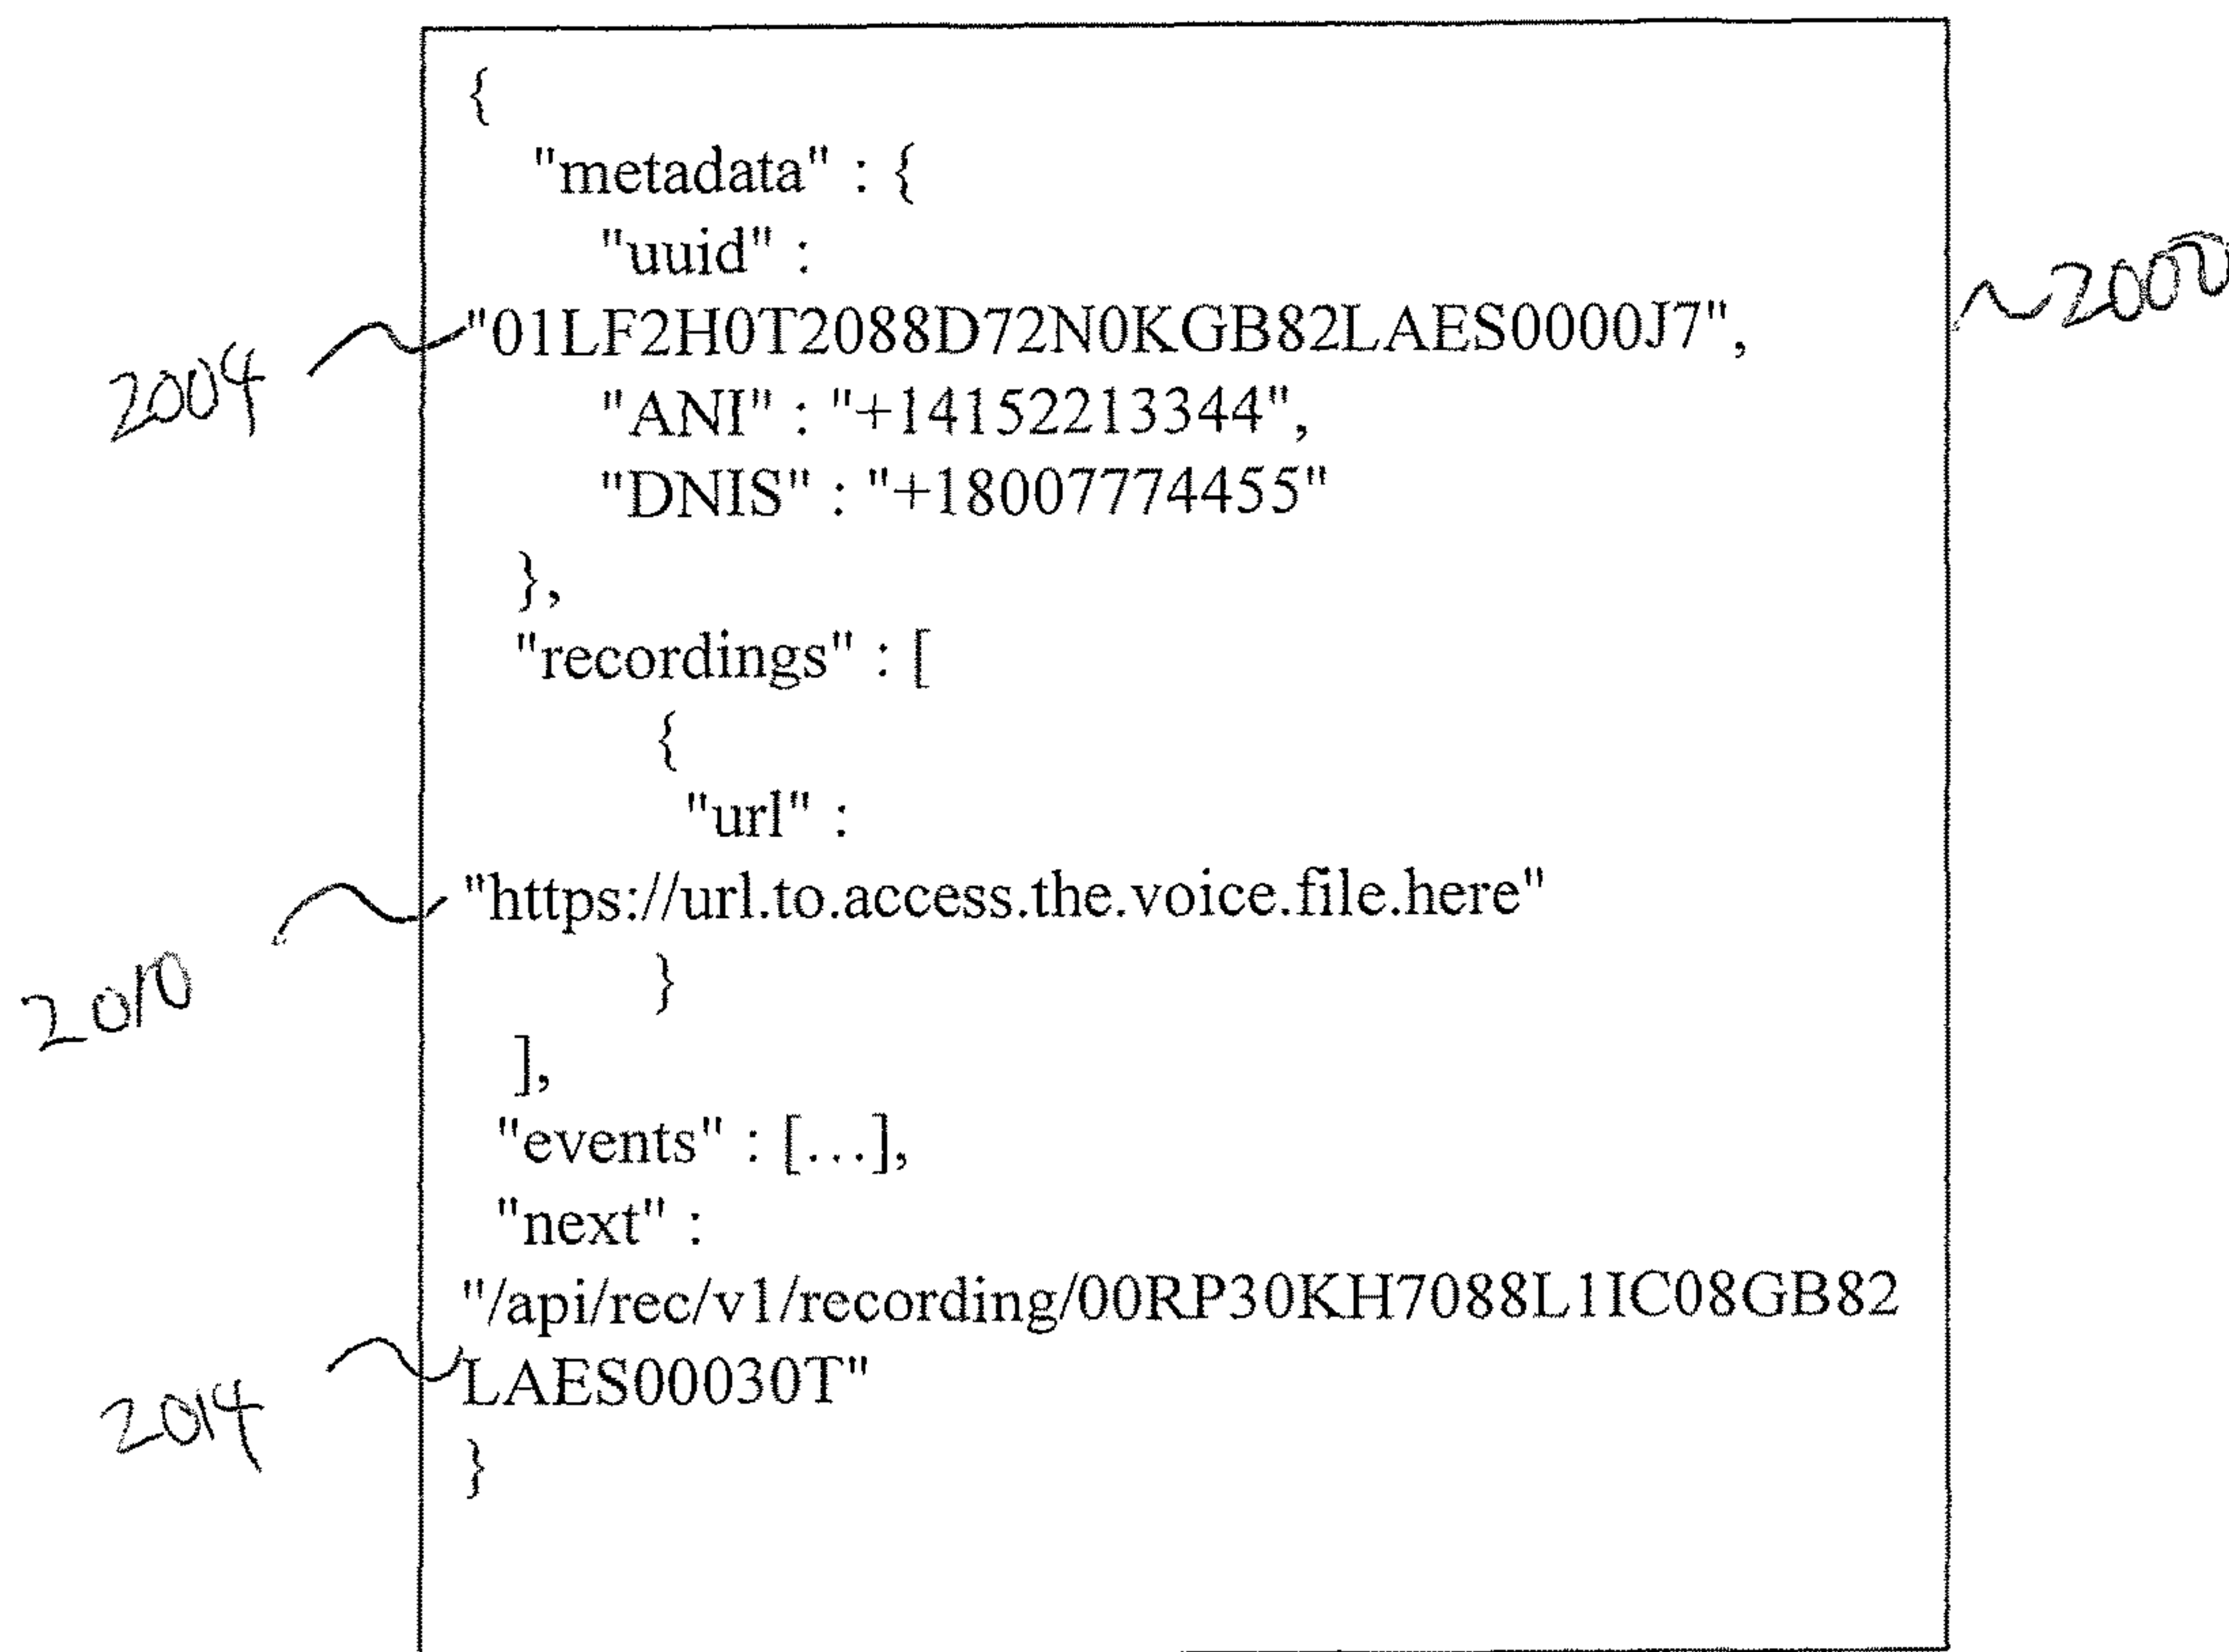 {
"metadata" : {
"uuid" :
"01LF2H0T2088D72N0KGB82LAES0000J7",
2000
2004
"ANI" : "+14152213344",
"DNIS" : "+18007774455"
},
"recordings" : [
{
"url" :
"https://url.to.access.the.voice.file.here"
2010
}
],
"events" : [...],
"next" :
"/api/rec/v1/recording/00RP30KH7088L1IC08GB82
LAES00030T"
2014
}